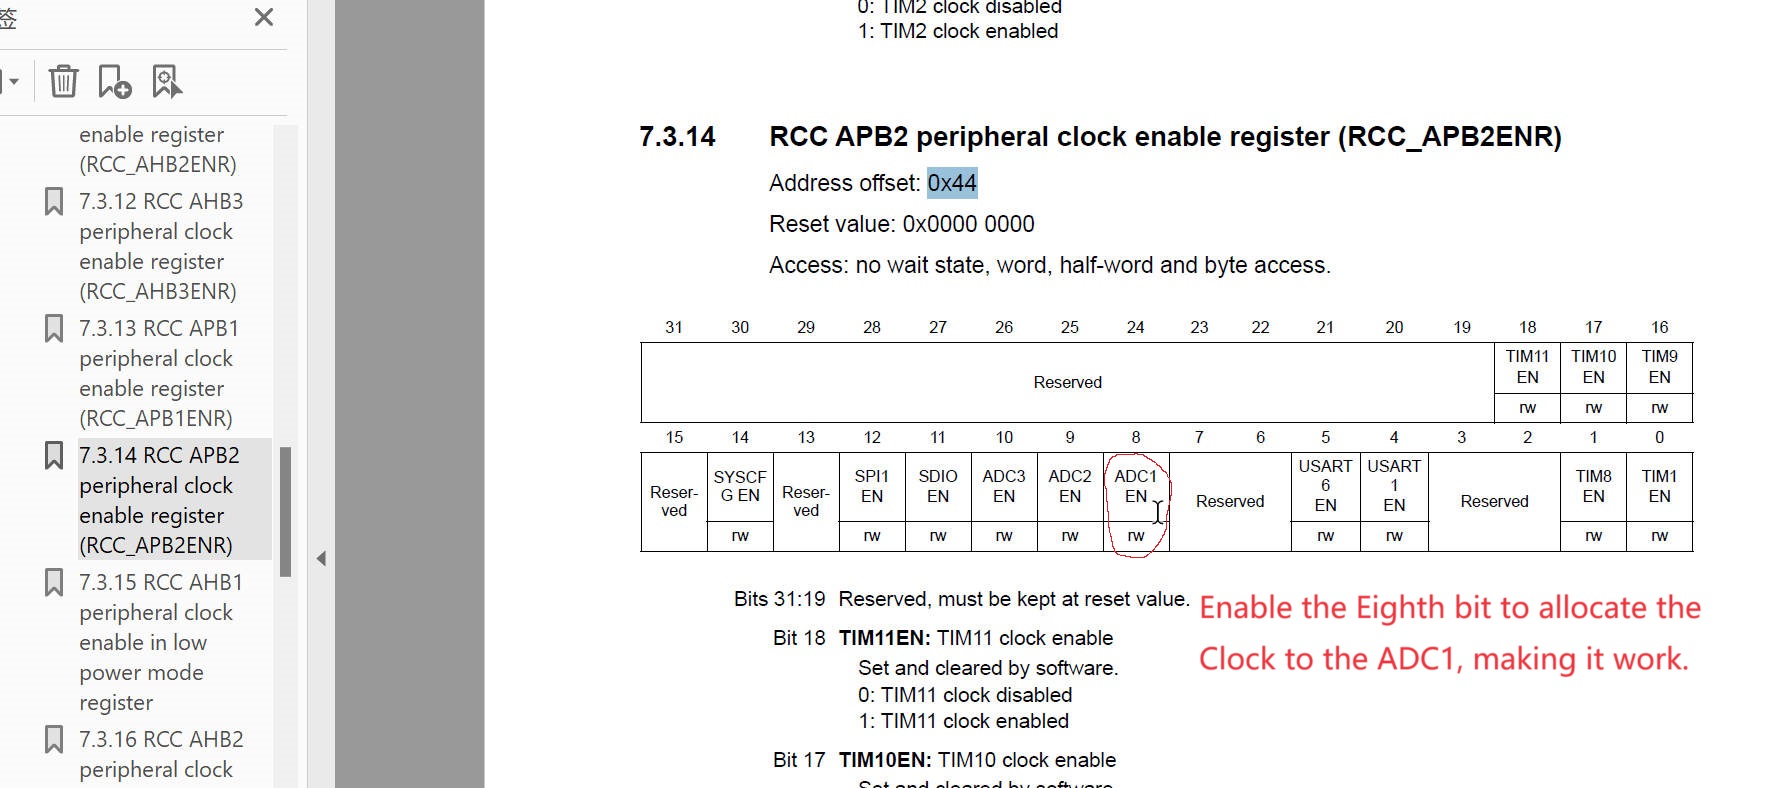 签
enable register
(RCC_AHB2ENR)
7.3.12 RCC AHB3
peripheral clock
enable register
(RCC_AHB3ENR)
7.3.13 RCC APB1
peripheral clock
enable register
(RCC_APB1ENR)
7.3.14 RCC APB2
peripheral clock
enable register
(RCC_APB2ENR)
7.3.15 RCC AHB1
peripheral clock
enable in low
power mode
register
7.3.16 RCC AHB2
peripheral clock
0: TIM2 clock disabled
1: TIM2 clock enabled
7.3.14 RCC APB2 peripheral clock enable register (RCC_APB2ENR)
Address offset: 0x44
Reset value: 0x0000 0000
Access: no wait state, word, half-word and byte access.
31 30 29 28 27 26 25 24 23 22 21 20 19 18 17 16
Reserved
TIM11 EN
TIM10 EN
TIM9 EN
rw rw rw
15 14 13 12 11 10 9 8 7 6 5 4 3 2 1 0
Reser-ved
SYSCF G EN
Reser-ved
SPI1 EN
SDIO EN
ADC3 EN
ADC2 EN
ADC1 EN
Reserved
USART 6 EN
USART 1 EN
Reserved
TIM8 EN
TIM1 EN
rw rw rw rw rw rw rw rw rw rw
Bits 31:19 Reserved, must be kept at reset value.
Enable the Eighth bit to allocate the
Clock to the ADC1, making it work.
Bit 18 TIM11EN: TIM11 clock enable
Set and cleared by software.
0: TIM11 clock disabled
1: TIM11 clock enabled
Bit 17 TIM10EN: TIM10 clock enable
Set and cleared by software.